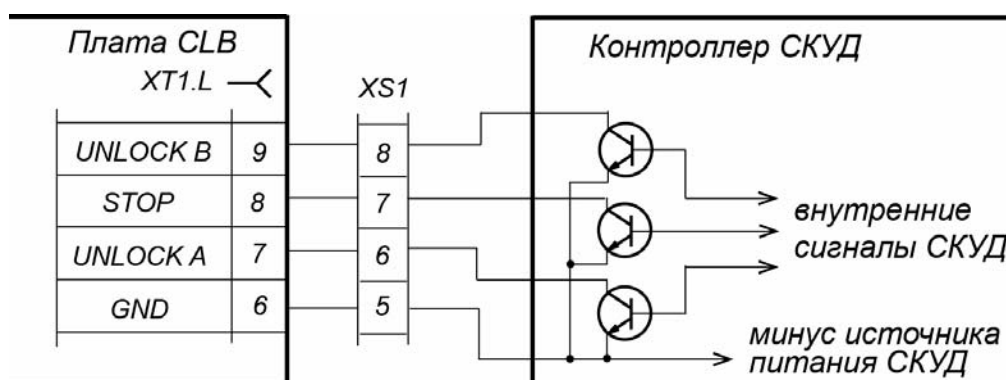 Плата CLB
Контроллер СКУД
XT1.L
XS1
UNLOCK B 9 8
STOP 8 7
UNLOCK A 7 6
GND 6 5
внутренние
сигналы СКУД
минус источника
питания СКУД